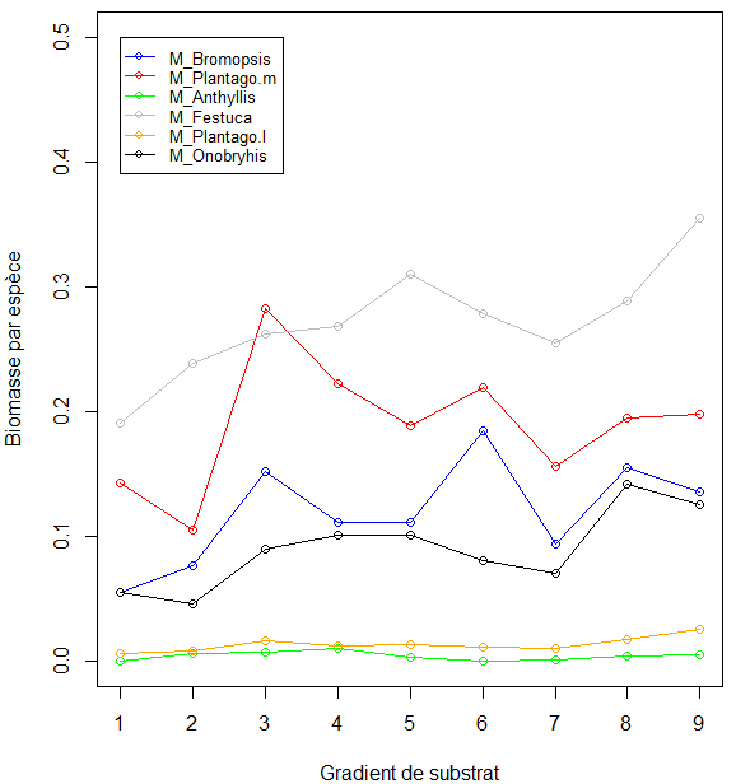 0.5
0.4
0.3
0.2
0.1
0.0
Biomasse par espèce
M_Bromopsis
M_Plantago.m
M_Anthyllis
M_Festuca
M_Plantago.l
M_Onobryhis
1 2 3 4 5 6 7 8 9
Gradient de substrat